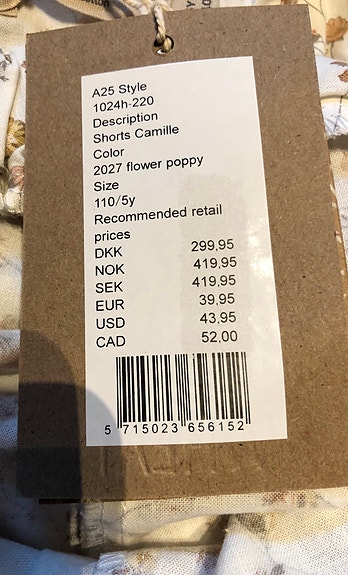 A25 Style
1024h-220
Description
Shorts Camille
Color
2027 flower poppy
Size
110/5y
Recommended retail
prices
DKK 299,95
NOK 419,95
SEK 419,95
EUR 39,95
USD 43,95
CAD 52,00
5 715023 656152